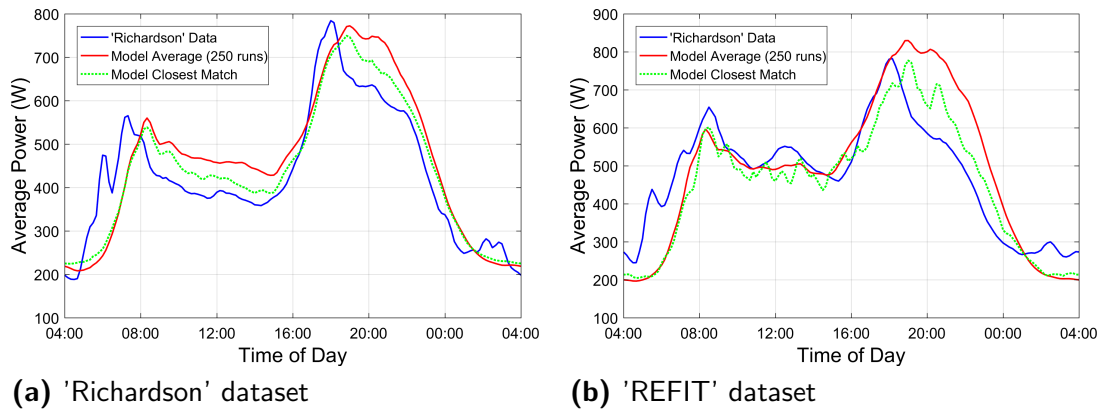 800
700
600
500
400
300
200
100
Average Power (W)
'Richardson' Data
Model Average (250 runs)
Model Closest Match
04:00 08:00 12:00 16:00 20:00 00:00 04:00
Time of Day
(a) 'Richardson' dataset
900
800
700
600
500
400
300
200
100
Average Power (W)
'Richardson' Data
Model Average (250 runs)
Model Closest Match
04:00 08:00 12:00 16:00 20:00 00:00 04:00
Time of Day
(b) 'REFIT' dataset